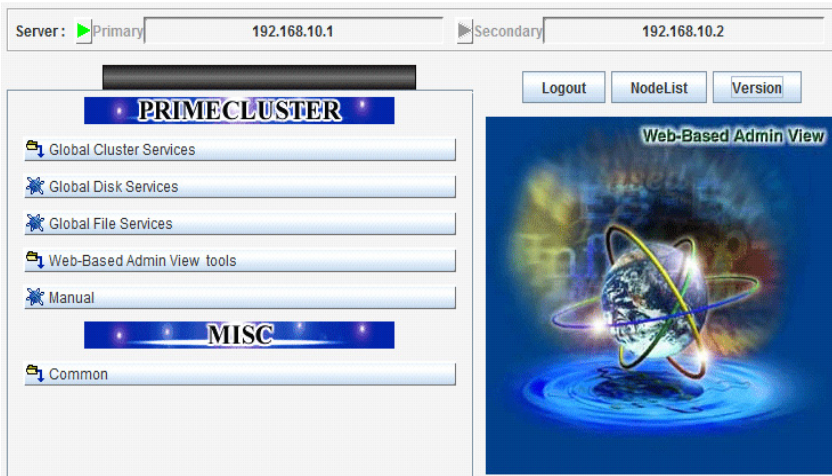 Server : Primary 192.168.10.1 Secondary 192.168.10.2
Logout NodeList Version
PRIMECLUSTER
Global Cluster Services
Global Disk Services
Global File Services
Web-Based Admin View tools
Manual
MISC
Common
Web-Based Admin View